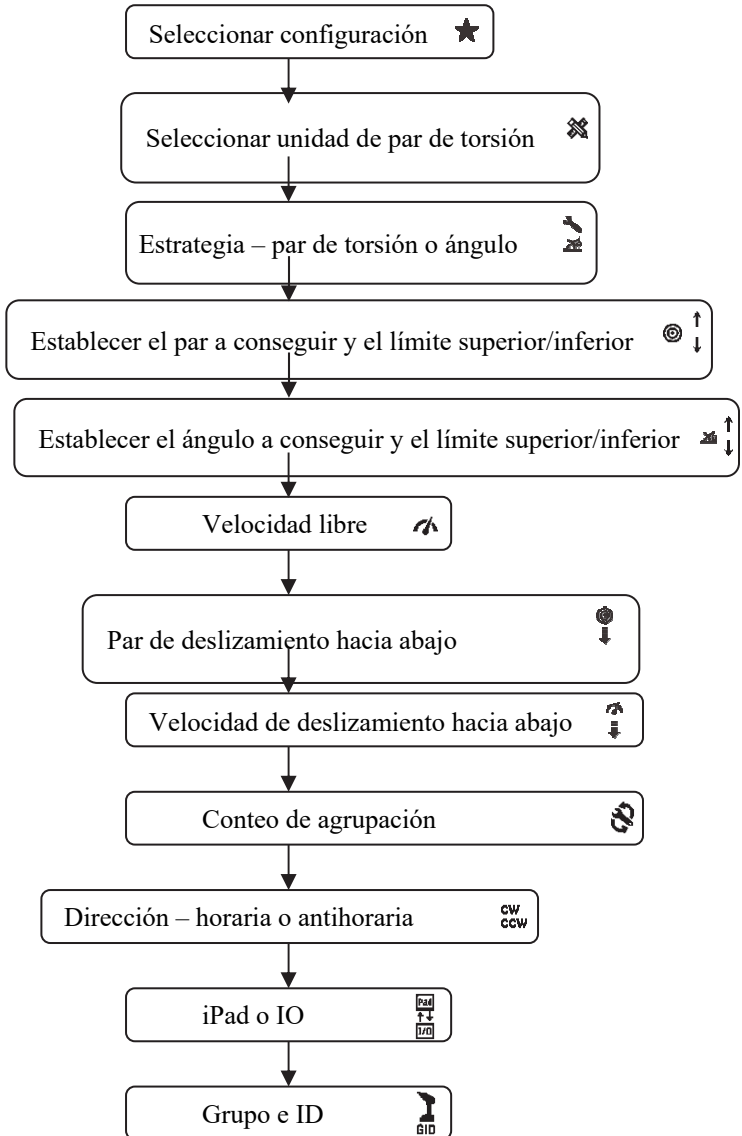 Seleccionar configuración
Seleccionar unidad de par de torsión
Estrategia – par de torsión o ángulo
Establecer el par a conseguir y el límite superior/inferior
Establecer el ángulo a conseguir y el límite superior/inferior
Velocidad libre
Par de deslizamiento hacia abajo
Velocidad de deslizamiento hacia abajo
Conteo de agrupación
Dirección – horaria o antihoraria
CW
CCW
iPad o IO
Pad
I/O
Grupo e ID
GID